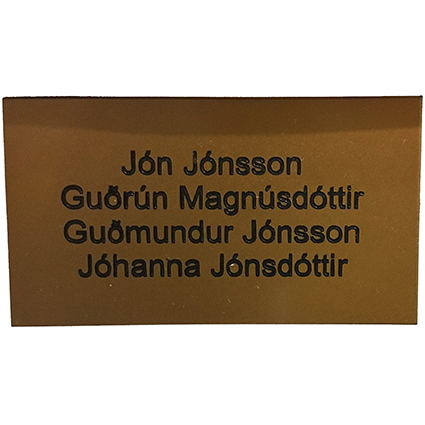 Jón Jónsson
Guðrún Magnúsdóttir
Guðmundur Jónsson
Jóhanna Jónsdóttir